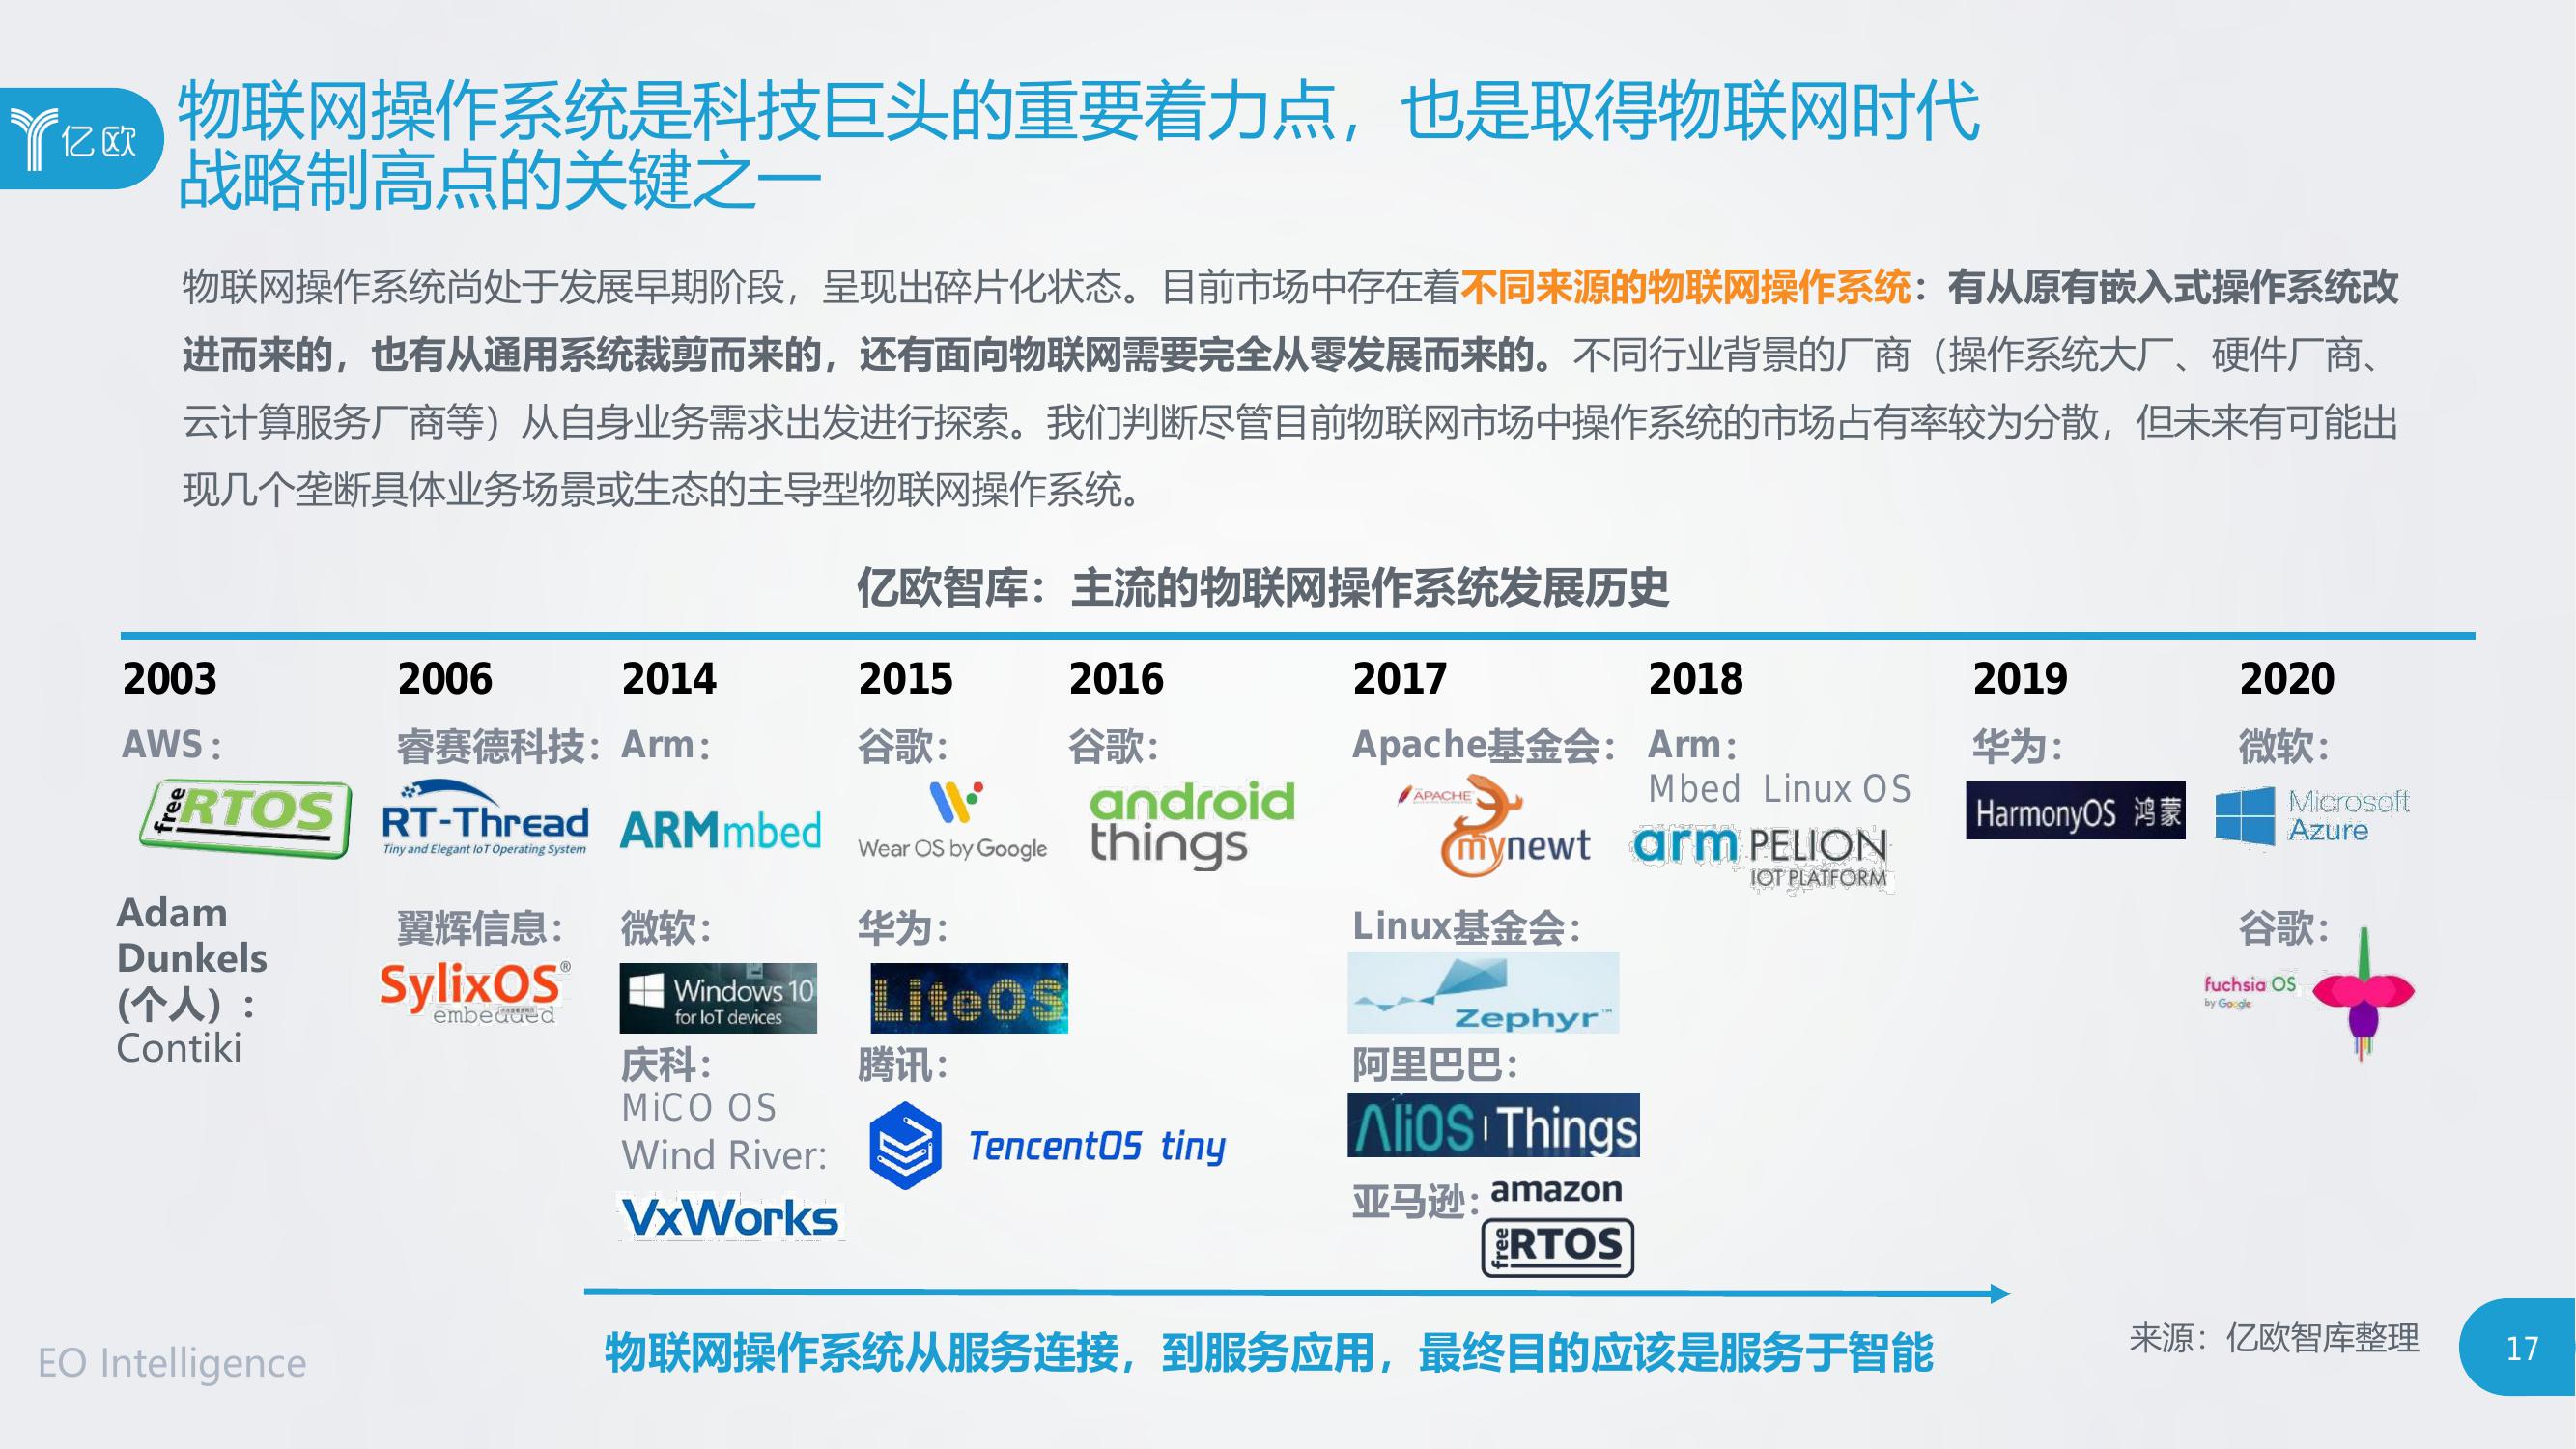 亿欧
物联网操作系统是科技巨头的重要着力点，也是取得物联网时代
战略制高点的关键之一
物联网操作系统尚处于发展早期阶段，呈现出碎片化状态。目前市场中存在着不同来源的物联网操作系统：有从原有嵌入式操作系统改
进而来的，也有从通用系统裁剪而来的，还有面向物联网需要完全从零发展而来的。不同行业背景的厂商（操作系统大厂、硬件厂商、
云计算服务厂商等）从自身业务需求出发进行探索。我们判断尽管目前物联网市场中操作系统的市场占有率较为分散，但未来有可能出
现几个垄断具体业务场景或生态的主导型物联网操作系统。
亿欧智库：主流的物联网操作系统发展历史
2003
AWS：
free RTOS
Adam
Dunkels
(个人）:
Contiki
2006
睿赛德科技：
RT-Thread
Tiny and Elegant IoT Operating System
翼辉信息：
SylixOS®
embedded
2014
Arm：
ARMmbed
微软：
Windows 10
for IoT devices
庆科：
MiCO OS
Wind River:
VxWorks
2015
谷歌：
Wear OS by Google
华为：
LiteOS
腾讯：
TencentOS tiny
2016
谷歌：
android
things
2017
Apache基金会：
APACHE
mynewt
Linux基金会：
Zephyr™
阿里巴巴：
AliOS Things
亚马逊：
amazon
free RTOS
2018
Arm：
Mbed Linux OS
arm PELION
IOT PLATFORM
2019
华为：
HarmonyOS 鸿蒙
2020
微软：
Microsoft
Azure
谷歌：
fuchsia OS
by Google
物联网操作系统从服务连接，到服务应用，最终目的应该是服务于智能
EO Intelligence
来源：亿欧智库整理
17